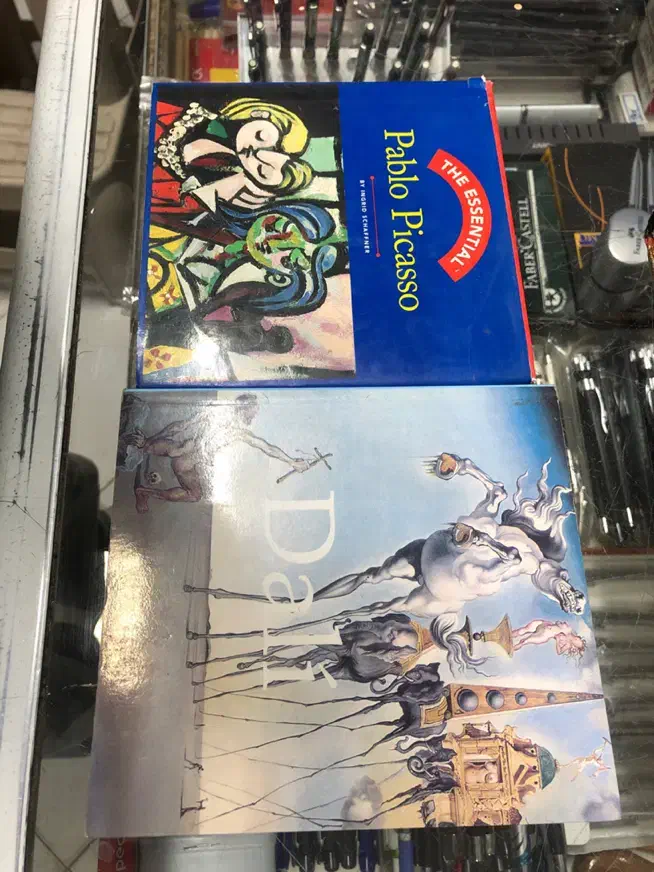 THE ESSENTIAL
Pablo Picasso
BY INGRID SCHAFFNER
Dalí
FABER-CASTELL